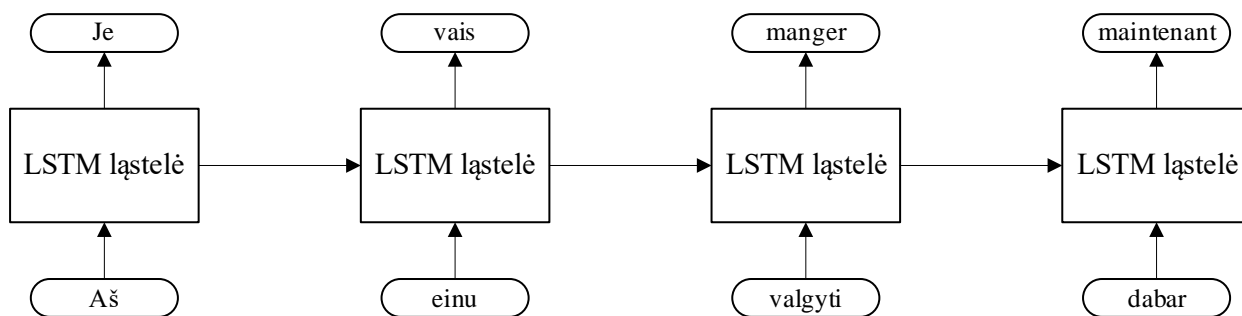 Je vais manger maintenant
LSTM ląstelė LSTM ląstelė LSTM ląstelė LSTM ląstelė
Aš einu valgyti dabar